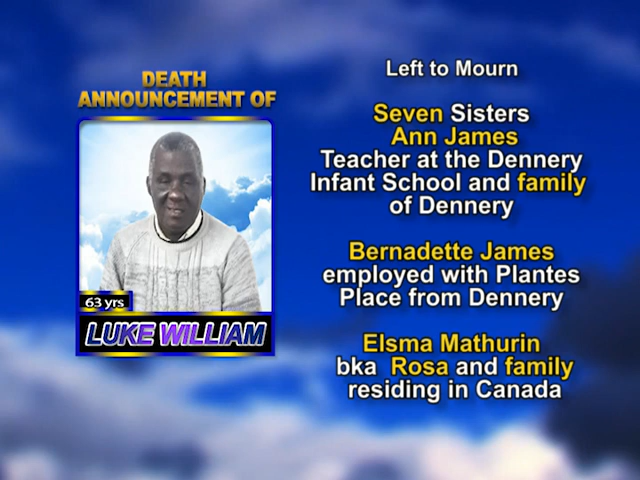 DEATH
ANNOUNCEMENT OF
63 yrs
LUKE WILLIAM
Left to Mourn
Seven Sisters
Ann James
Teacher at the Dennery
Infant School and family
of Dennery
Bernadette James
employed with Plantes
Place from Dennery
Elsma Mathurin
bka Rosa and family
residing in Canada